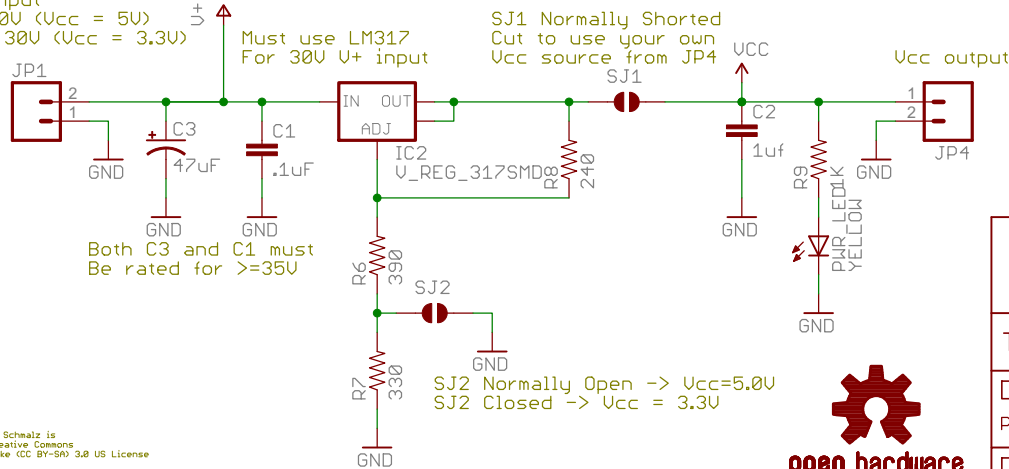 0V (Vcc = 5V)
30V (Vcc = 3.3V)
V+
Must use LM317
For 30V V+ input
SJ1 Normally Shorted
Cut to use your own
Vcc source from JP4
SJ1
VCC
Vcc output
JP1
2
1
GND
C3
47uF
GND
C1
.1uF
GND
Both C3 and C1 must
Be rated for >=35V
IN OUT
ADJ
IC2
V_REG_317SMD
R8
240
C2
1uf
GND
R9
1K
PWR_LED
YELLOW
GND
1
2
GND
JP4
R6
390
SJ2
GND
R7
330
GND
SJ2 Normally Open -> Vcc=5.0V
SJ2 Closed -> Vcc = 3.3V
Schmalz is
eative Commons
ke (CC BY-SA) 3.0 US License
open hardware